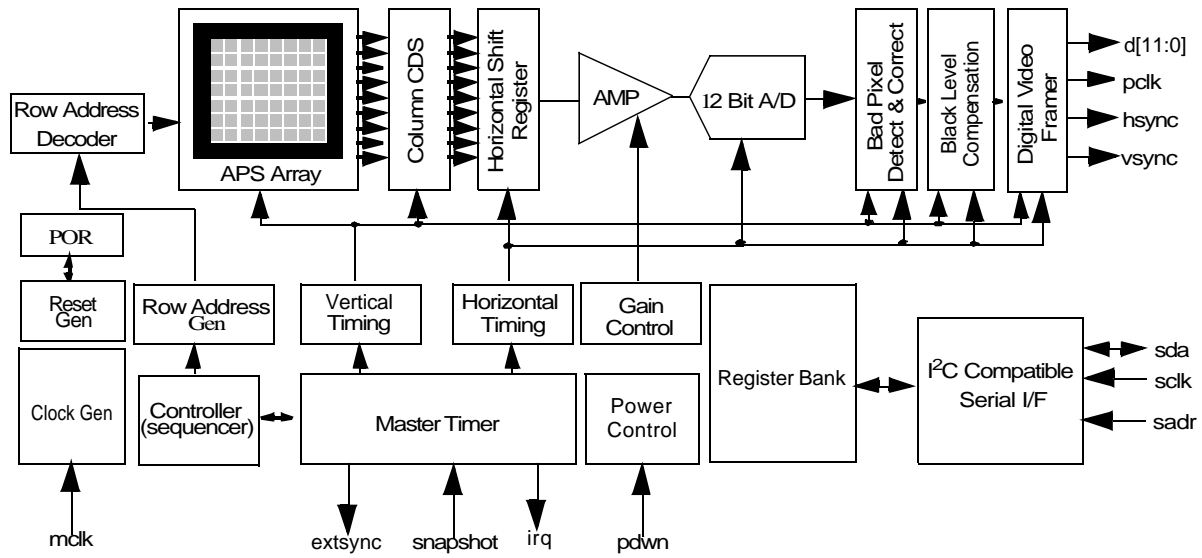 Row Address
Decoder
APS Array
Column CDS
Horizontal Shift
Register
AMP
12 Bit A/D
Bad Pixel
Detect & Correct
Black Level
Compensation
Digital Video
Framer
d[11:0]
pclk
hsync
vsync
POR
Reset
Gen
Row Address
Gen
Vertical
Timing
Horizontal
Timing
Gain
Control
Clock Gen
Controller
(sequencer)
Master Timer
Power
Control
Register Bank
I²C Compatible
Serial I/F
sda
sclk
sadr
mclk
extsync
snapshot
irq
pdwn